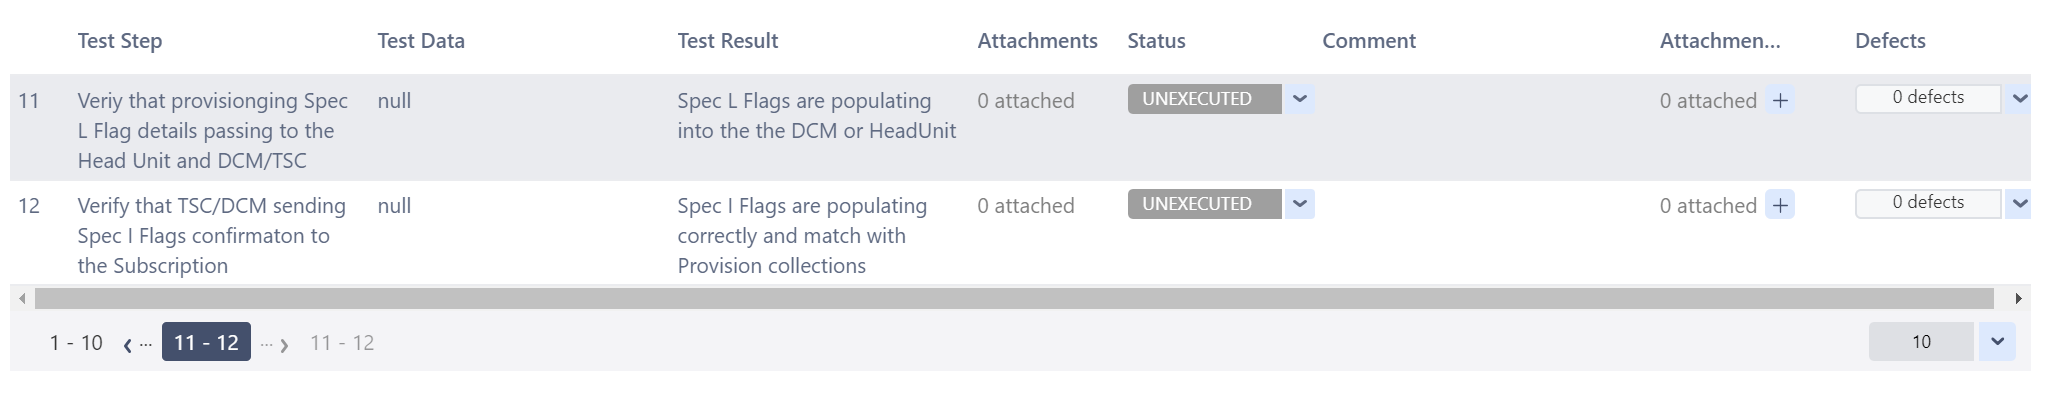 Test Step Test Data Test Result Attachments Status Comment Attachmen... Defects
11 Veriy that provisionging Spec null Spec L Flags are populating 0 attached UNEXECUTED 0 attached + 0 defects
L Flag details passing to the into the the DCM or HeadUnit
Head Unit and DCM/TSC
12 Verify that TSC/DCM sending null Spec I Flags are populating 0 attached UNEXECUTED 0 attached + 0 defects
Spec I Flags confirmaton to correctly and match with
the Subscription Provision collections
1 - 10 ‹ ... 11 - 12 ... › 11 - 12 10